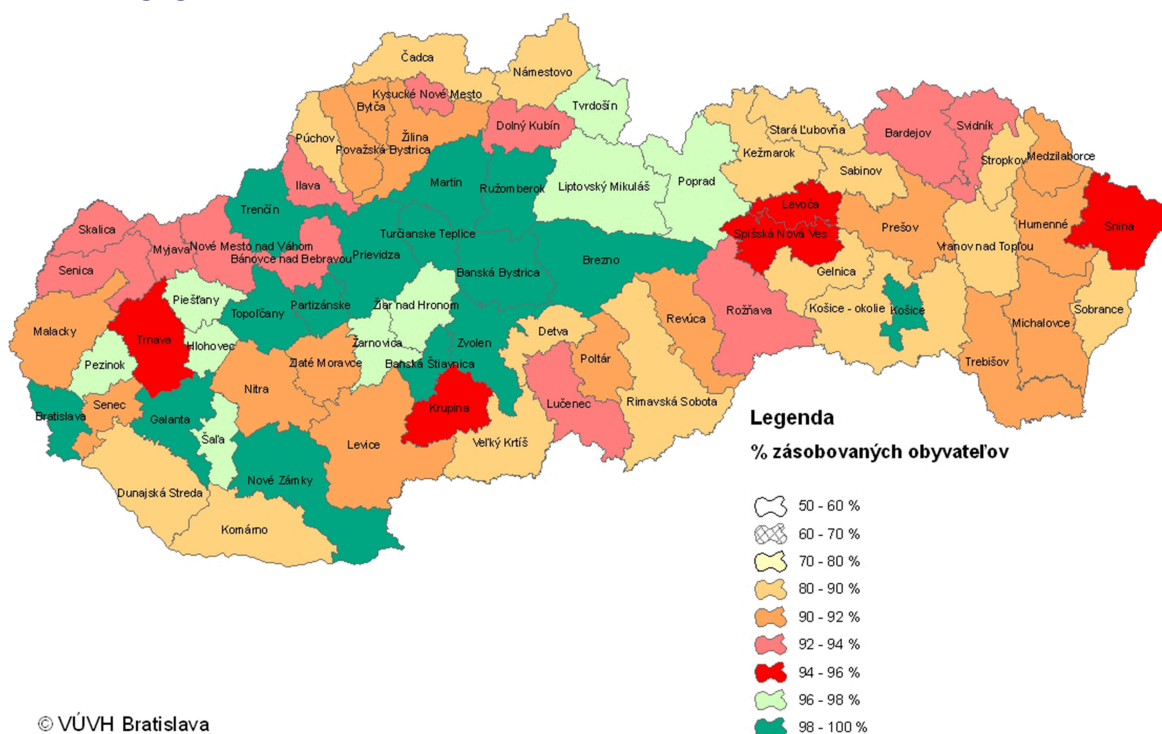 Čadca
Námestovo
Kysucké Nové Mesto
Tvrdošín
Bytča
Dolný Kubín
Púchov
Žilina
Považská Bystrica
Stará Ľubovňa
Bardejov
Svidník
Medzilaborce
Stropkov
Kežmarok
Sabinov
Ilava
Martin
Ružomberok
Liptovský Mikuláš
Poprad
Levoča
Trenčín
Prešov
Humenné
Snina
Skalica
Turčianske Teplice
Spišská Nová Ves
Vranov nad Topľou
Myjava
Nové Mesto nad Váhom
Bánovce nad Bebravou
Prievidza
Brezno
Senica
Banská Bystrica
Gelnica
Piešťany
Topoľčany
Partizánske
Žiar nad Hronom
Rožňava
Košice - okolie
Košice
Sobrance
Malacky
Trnava
Hlohovec
Detva
Revúca
Michalovce
Žarnovica
Zvolen
Poltár
Pezinok
Zlaté Moravce
Banská Štiavnica
Trebišov
Nitra
Bratislava
Senec
Galanta
Krupina
Lučenec
Rimavská Sobota
Šaľa
Levice
Veľký Krtíš
Nové Zámky
Dunajská Streda
Komárno
Legenda
% zásobovaných obyvateľov
50 - 60 %
60 - 70 %
70 - 80 %
80 - 90 %
90 - 92 %
92 - 94 %
94 - 96 %
96 - 98 %
98 - 100 %
© VÚVH Bratislava